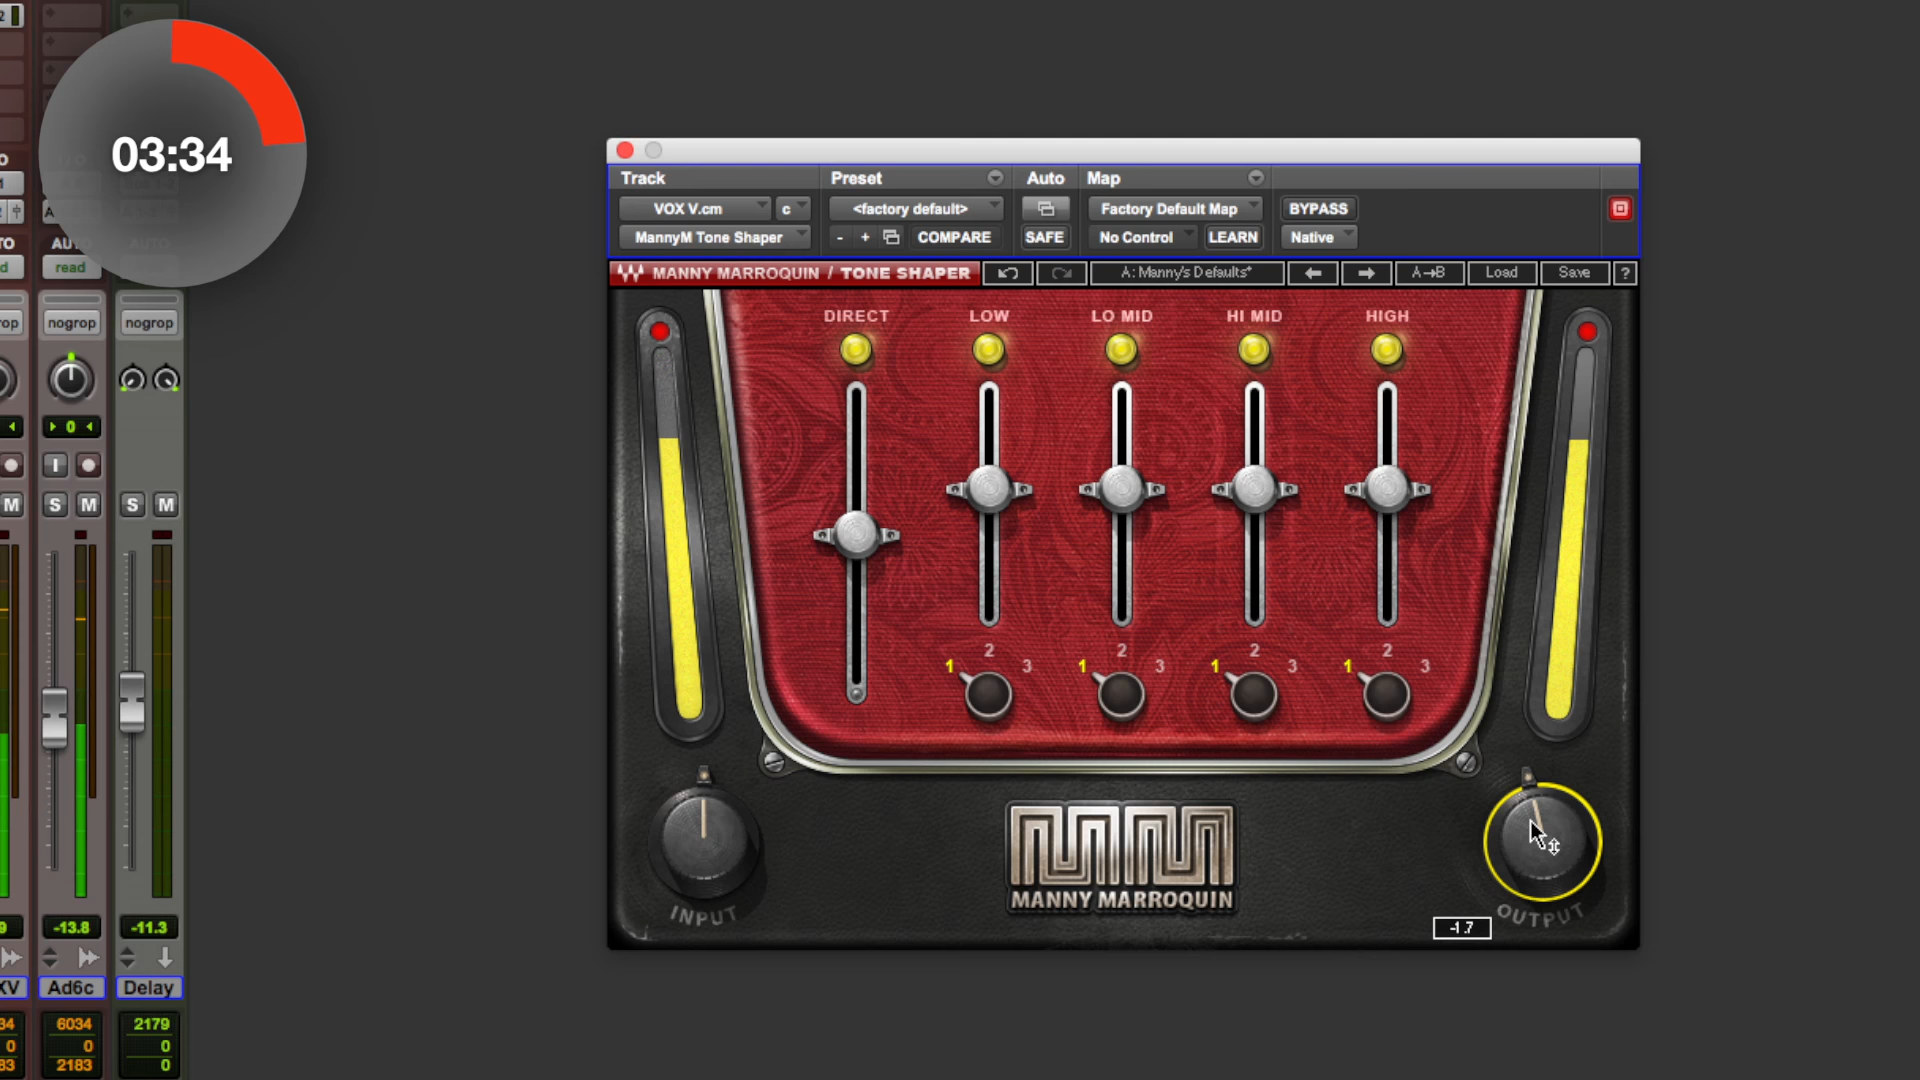 03:34
Track
Preset
Auto
Map
VOX V.cm
c
<factory default>
Factory Default Map
BYPASS
MannyM Tone Shaper
- + COMPARE
SAFE
No Control
LEARN
Native
MANNY MARROQUIN / TONE SHAPER
A: Manny's Defaults*
A→B
Load
Save
?
DIRECT
LOW
LO MID
HI MID
HIGH
1 2 3
1 2 3
1 2 3
1 2 3
INPUT
MANNY MARROQUIN
OUTPUT
-1.7
read
nogrop
nogrop
0
I
M
S M
S M
-13.8
-11.3
Ad6c
Delay
6034
0
2183
2179
0
0